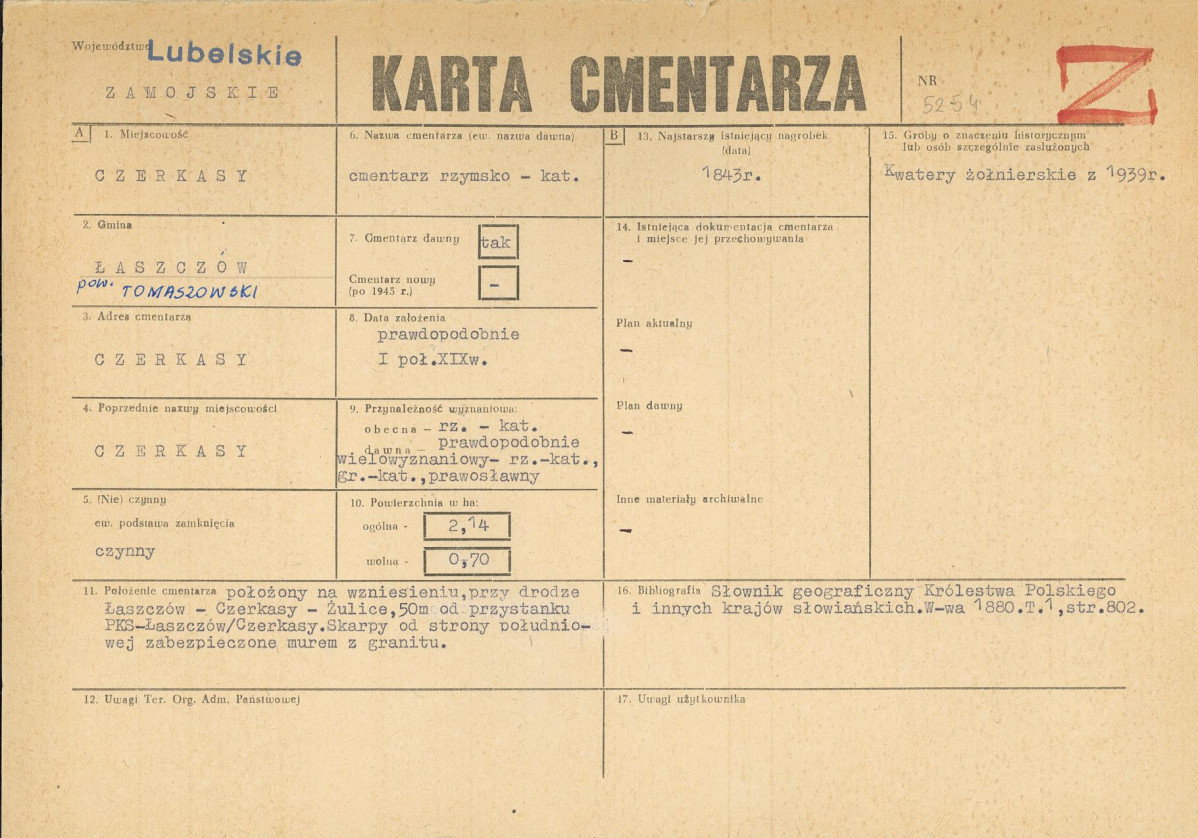 Województwo Lubelskie
ZAMOJSKIE
KARTA CMENTARZA
NR
5254
Z
A 1. Miejscowość
CZERKASY
2. Gmina
ŁASZCZÓW
pow. TOMASZOWSKI
3. Adres cmentarza
CZERKASY
4. Poprzednie nazwy miejscowości
CZERKASY
5. (Nie) czynny
ew. podstawa zamknięcia
czynny
6. Nazwa cmentarza (ew. nazwa dawna)
cmentarz rzymsko - kat.
7. Cmentarz dawny tak
Cmentarz nowy
(po 1945 r.) -
8. Data założenia
prawdopodobnie
I poł.XIXw.
9. Przynależność wyznaniowa:
obecna - rz. - kat.
dawna - prawdopodobnie
wielowyznaniowy- rz.-kat.,
gr.-kat.,prawosławny
10. Powierzchnia w ha:
ogólna - 2,14
wolna - 0,70
B 13. Najstarszy istniejący nagrobek
(data)
1843r.
14. Istniejąca dokumentacja cmentarza
i miejsce jej przechowywania
-
Plan aktualny
-
Plan dawny
-
Inne materiały archiwalne
-
15. Groby o znaczeniu historycznym
lub osób szczególnie zasłużonych
Kwatery żołnierskie z 1939r.
11. Położenie cmentarza położony na wzniesieniu,przy drodze
Łaszczów - Czerkasy - Żulice,50m od przystanku
PKS-Łaszczów/Czerkasy.Skarpy od strony południo-
wej zabezpieczone murem z granitu.
16. Bibliografia Słownik geograficzny Królestwa Polskiego
i innych krajów słowiańskich.W-wa 1880.T.1,str.802.
12. Uwagi Ter. Org. Adm. Państwowej
17. Uwagi użytkownika